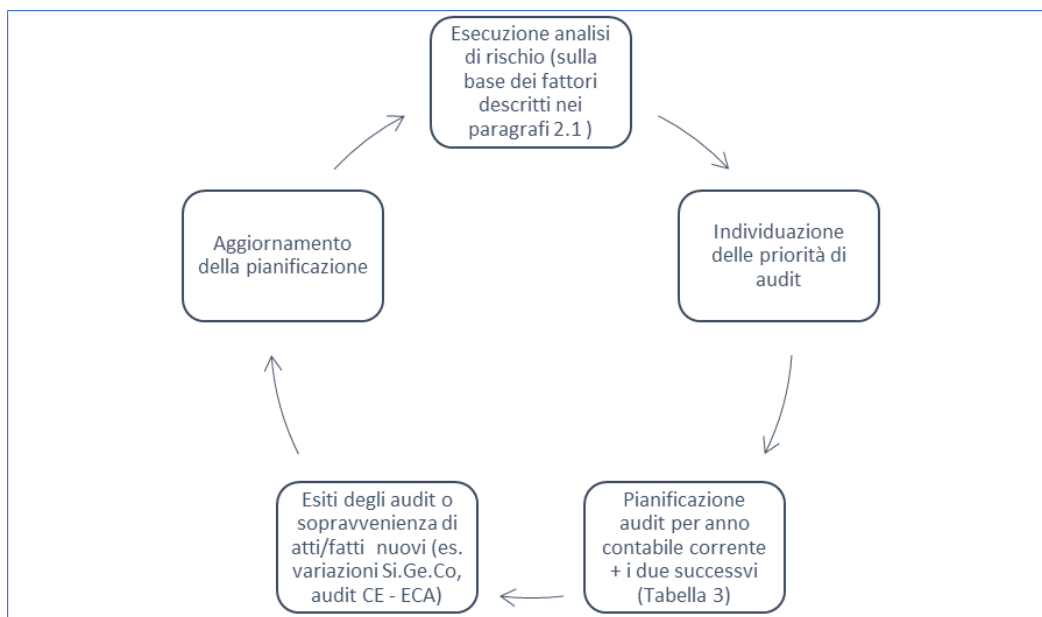 Esecuzione analisi
di rischio (sulla
base dei fattori
descritti nei
paragrafi 2.1 )
Individuazione
delle priorità di
audit
Pianificazione
audit per anno
contabile corrente
+ i due successvi
(Tabella 3)
Esiti degli audit o
sopravvenienza di
atti/fatti nuovi (es.
variazioni Si.Ge.Co,
audit CE - ECA)
Aggiornamento
della pianificazione